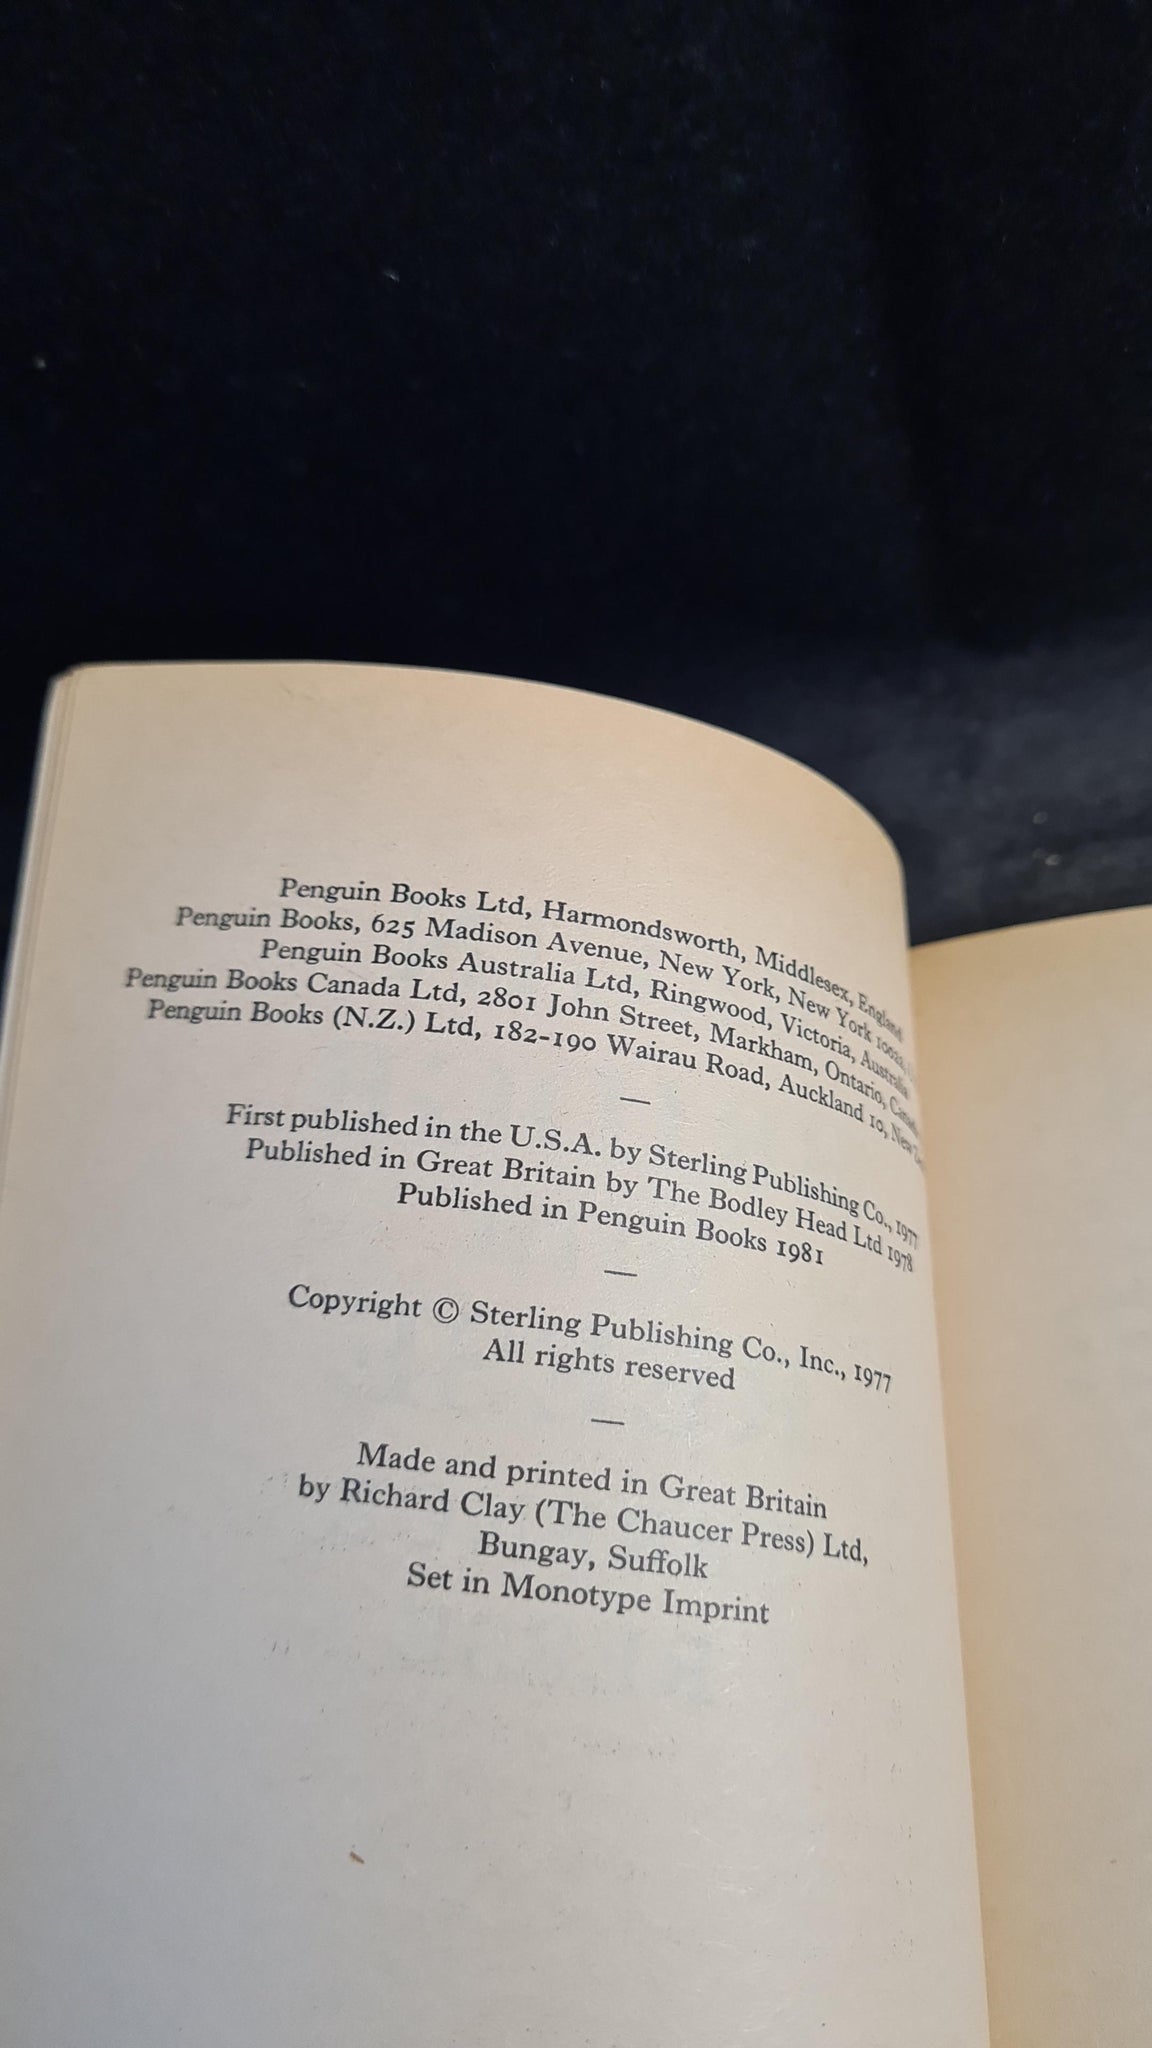 Penguin Books Ltd, Harmondsworth, Middlesex, England
Penguin Books, 625 Madison Avenue, New York, New York 10022,
Penguin Books Australia Ltd, Ringwood, Victoria, Australia
Penguin Books Canada Ltd, 2801 John Street, Markham, Ontario,
Penguin Books (N.Z.) Ltd, 182–190 Wairau Road, Auckland 10, New
—
First published in the U.S.A. by Sterling Publishing Co., 1977
Published in Great Britain by The Bodley Head Ltd 1978
Published in Penguin Books 1981
—
Copyright © Sterling Publishing Co., Inc., 1977
All rights reserved
—
Made and printed in Great Britain
by Richard Clay (The Chaucer Press) Ltd,
Bungay, Suffolk
Set in Monotype Imprint